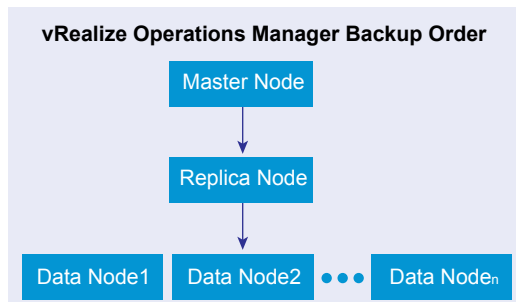 vRealize Operations Manager Backup Order
Master Node
Replica Node
Data Node1
Data Node2
Data Noden